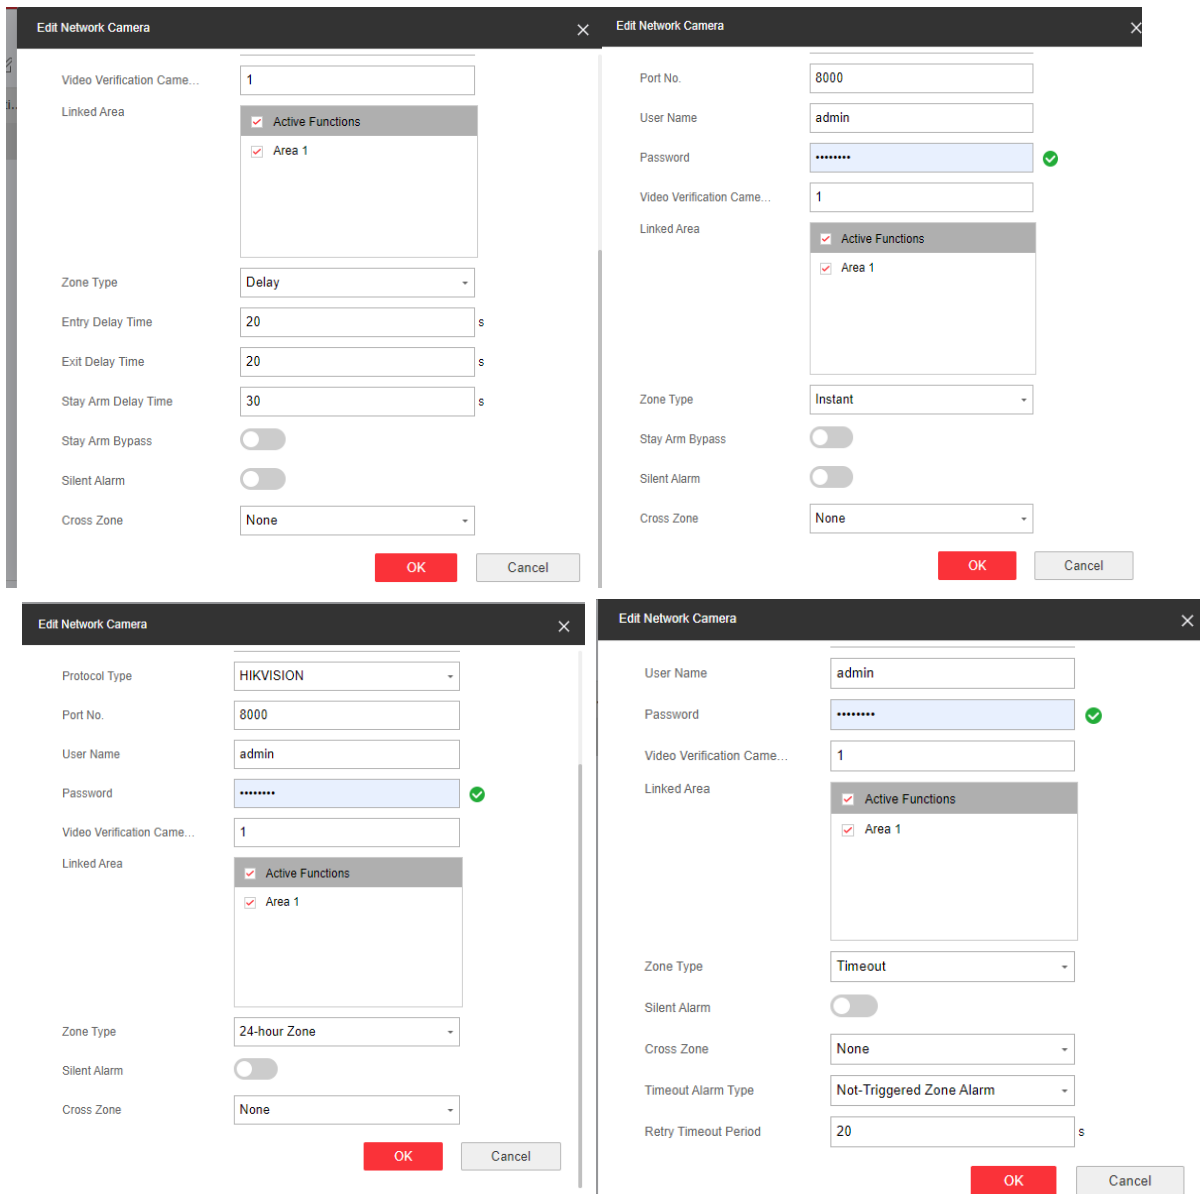 Edit Network Camera
Video Verification Came...
1
Linked Area
Active Functions
Area 1
Zone Type
Delay
Entry Delay Time
20
s
Exit Delay Time
20
s
Stay Arm Delay Time
30
s
Stay Arm Bypass
Silent Alarm
Cross Zone
None
OK
Cancel
Edit Network Camera
Port No.
8000
User Name
admin
Password
••••••••
Video Verification Came...
1
Linked Area
Active Functions
Area 1
Zone Type
Instant
Stay Arm Bypass
Silent Alarm
Cross Zone
None
OK
Cancel
Edit Network Camera
Protocol Type
HIKVISION
Port No.
8000
User Name
admin
Password
••••••••
Video Verification Came...
1
Linked Area
Active Functions
Area 1
Zone Type
24-hour Zone
Silent Alarm
Cross Zone
None
OK
Cancel
Edit Network Camera
User Name
admin
Password
••••••••
Video Verification Came...
1
Linked Area
Active Functions
Area 1
Zone Type
Timeout
Silent Alarm
Cross Zone
None
Timeout Alarm Type
Not-Triggered Zone Alarm
Retry Timeout Period
20
s
OK
Cancel